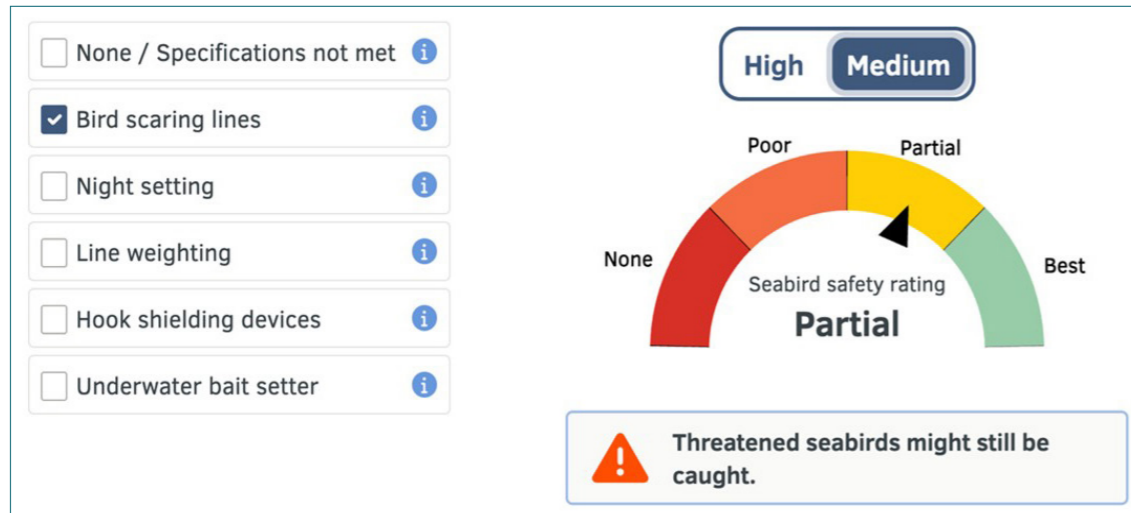 None / Specifications not met
Bird scaring lines
Night setting
Line weighting
Hook shielding devices
Underwater bait setter
High Medium
Poor
Partial
None
Best
Seabird safety rating
Partial
Threatened seabirds might still be
caught.